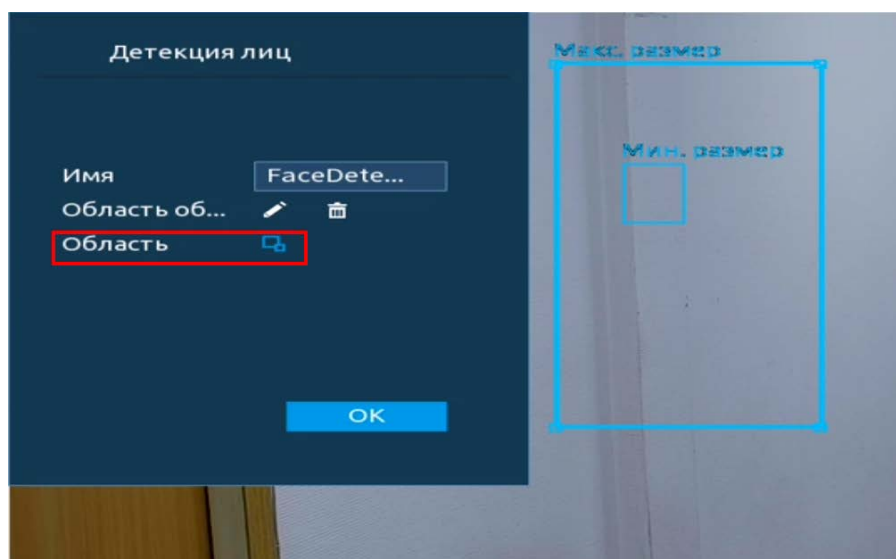 Детекция лиц
Макс. размер
Мин. размер
Имя
FaceDete...
Область об...
Область
OK